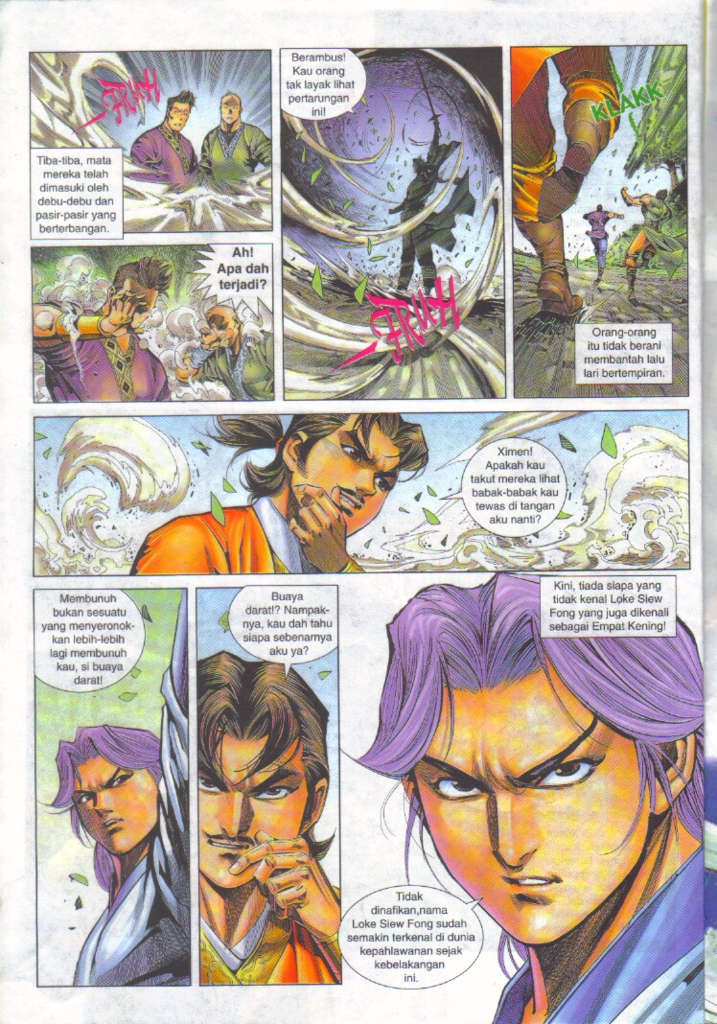 FRUH
Tiba-tiba, mata
mereka telah
dimasuki oleh
debu-debu dan
pasir-pasir yang
berterbangan.
Ah!
Apa dah
terjadi?
Berambus!
Kau orang
tak layak lihat
pertarungan
ini!
FRUH
KLAKK
Orang-orang
itu tidak berani
membantah lalu
lari bertempiran.
Ximen!
Apakah kau
takut mereka lihat
babak-babak kau
tewas di tangan
aku nanti?
Membunuh
bukan sesuatu
yang menyeronok-
kan lebih-lebih
lagi membunuh
kau, si buaya
darat!
Buaya
darat!? Nampak-
nya, kau dah tahu
siapa sebenarnya
aku ya?
Kini, tiada siapa yang
tidak kenal Loke Siew
Fong yang juga dikenali
sebagai Empat Kening!
Tidak
dinafikan,nama
Loke Siew Fong sudah
semakin terkenal di dunia
kepahlawanan sejak
kebelakangan
ini.